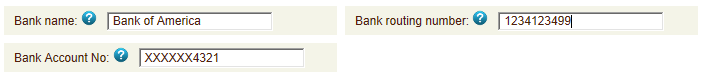 Bank name: ? Bank of America Bank routing number: ? 1234123499
Bank Account No: ? XXXXXX4321